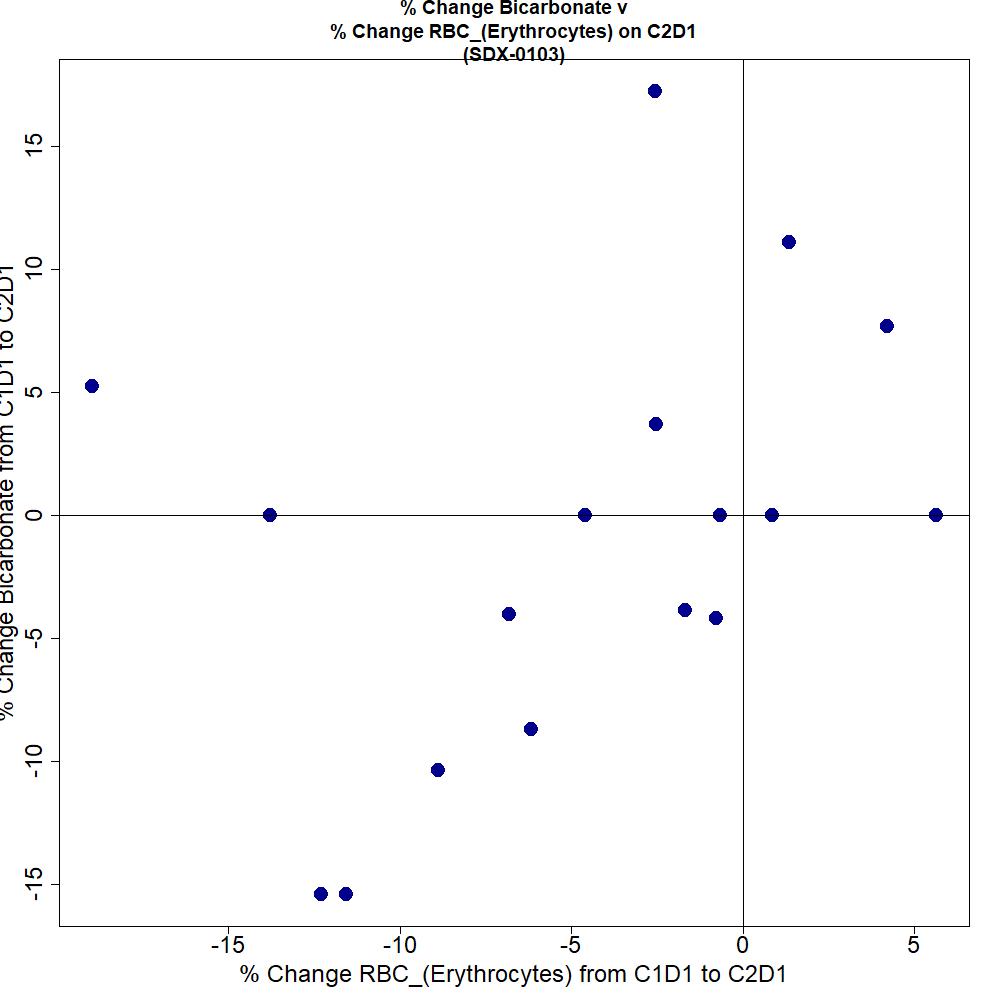 % Change Bicarbonate v
% Change RBC_(Erythrocytes) on C2D1
(SDX-0103)
% Change Bicarbonate from C1D1 to C2D1
15
10
5
0
-5
-10
-15
-15
-10
-5
0
5
% Change RBC_(Erythrocytes) from C1D1 to C2D1